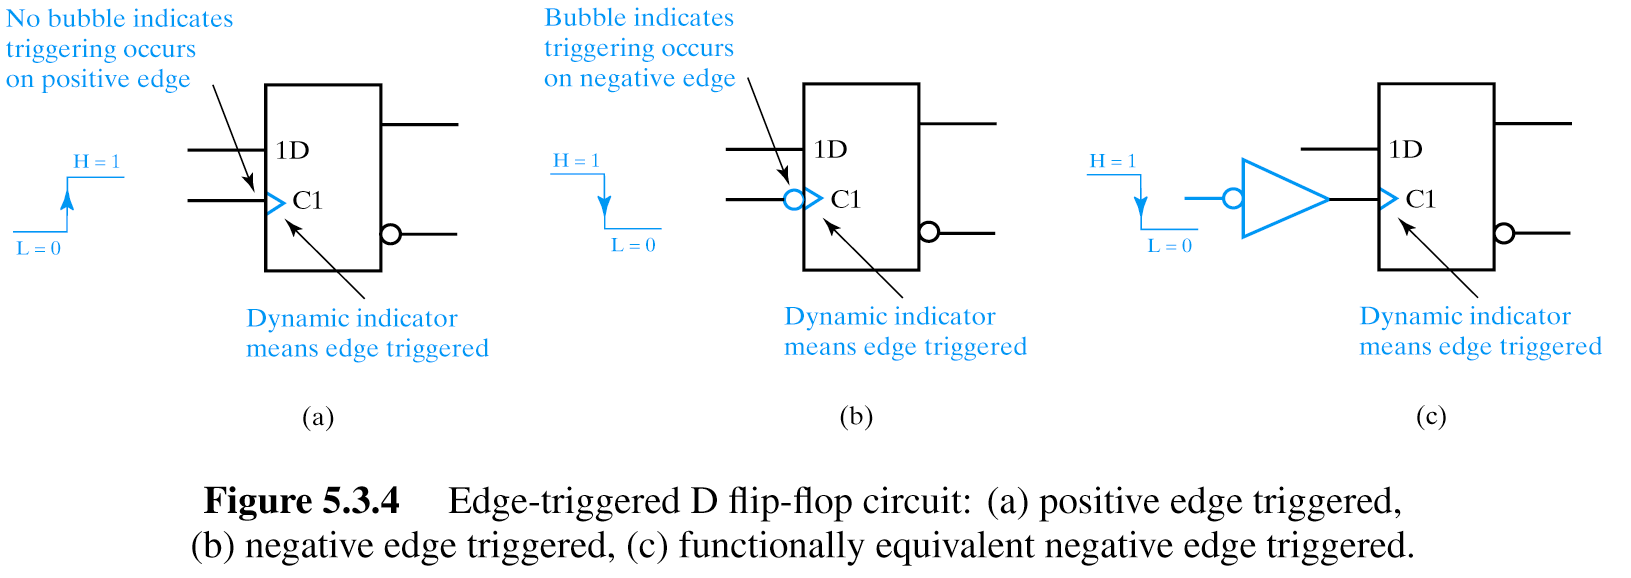 No bubble indicates
triggering occurs
on positive edge
H = 1
L = 0
1D
C1
Dynamic indicator
means edge triggered
(a)
Bubble indicates
triggering occurs
on negative edge
H = 1
L = 0
1D
C1
Dynamic indicator
means edge triggered
(b)
H = 1
L = 0
1D
C1
Dynamic indicator
means edge triggered
(c)
Figure 5.3.4 Edge-triggered D flip-flop circuit: (a) positive edge triggered,
(b) negative edge triggered, (c) functionally equivalent negative edge triggered.